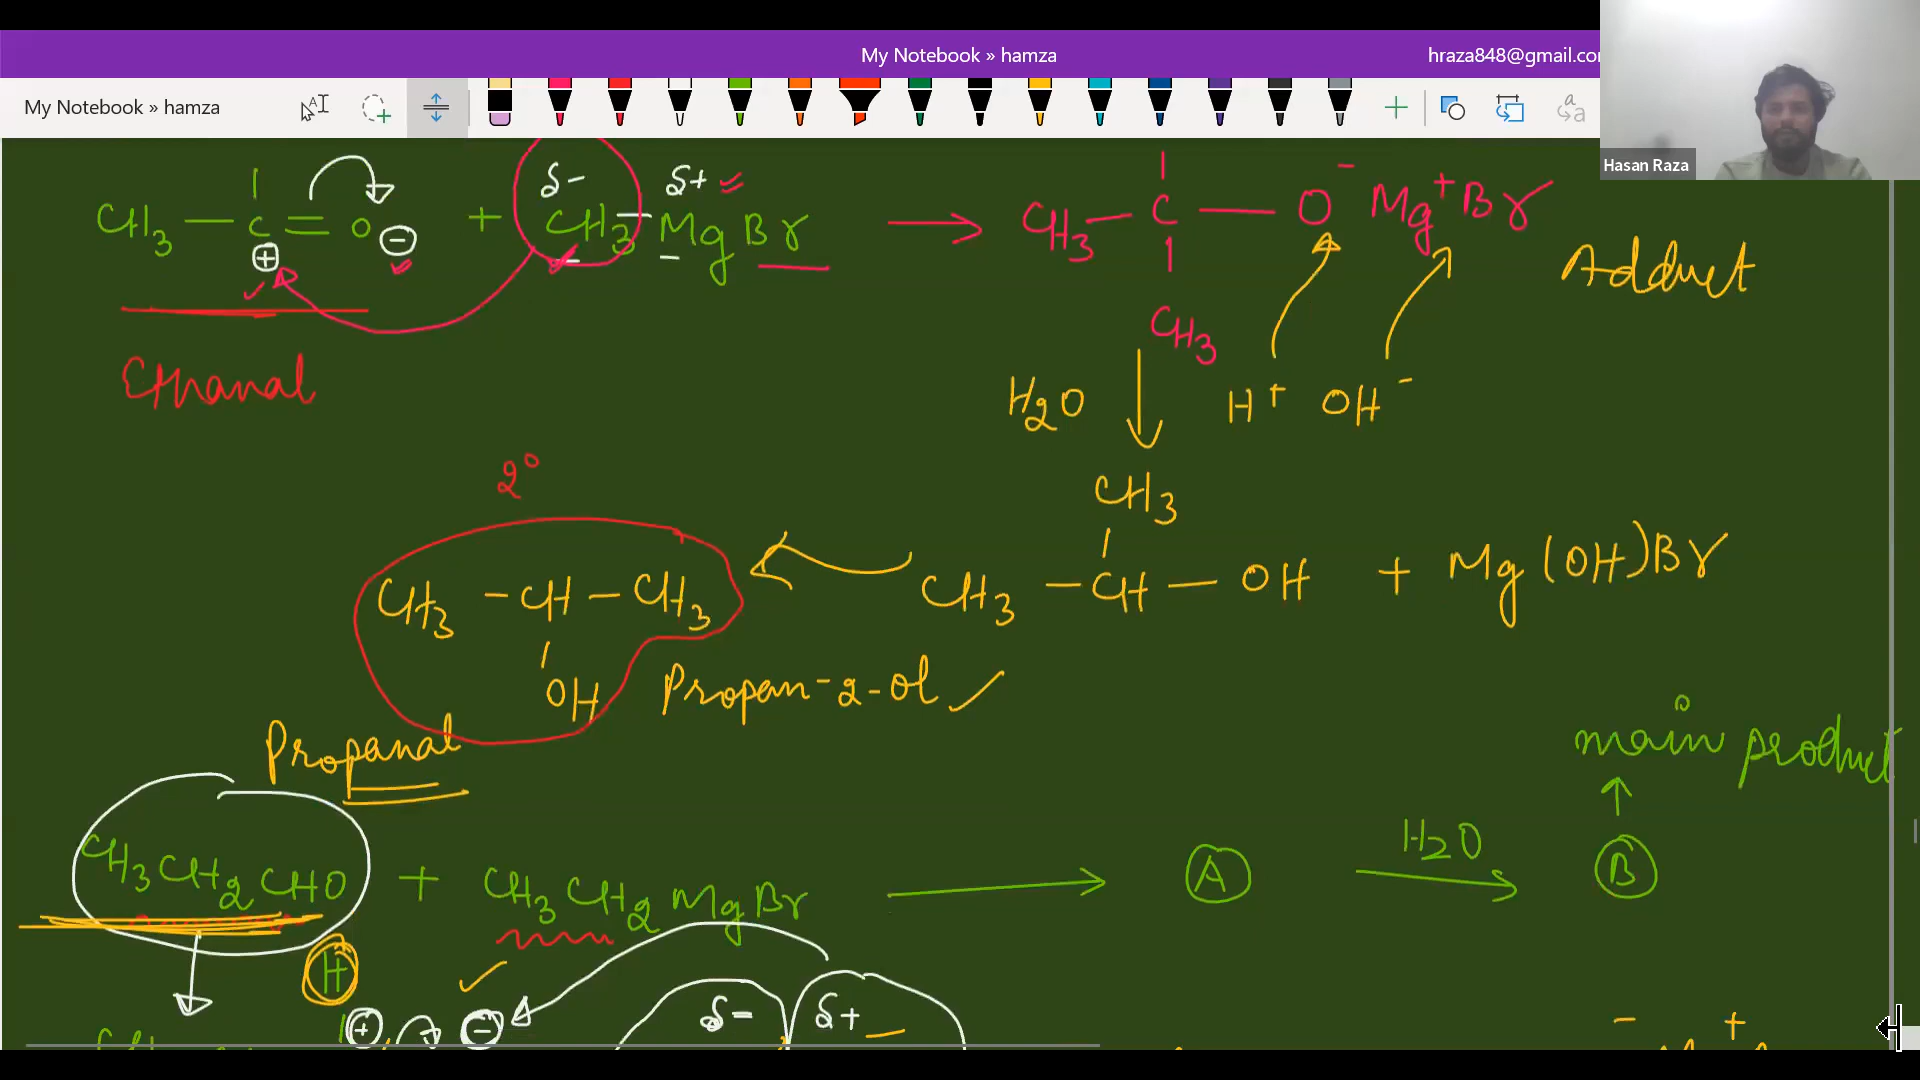 My Notebook » hamza
hraza848@gmail.co
My Notebook » hamza
Hasan Raza
δ- δ+
CH3 — C = O + CH3 — MgBr → CH3 — C — O⁻ Mg⁺Br
⊕ ⊖
Adduct
CH3
Ethanal
H2O H⁺ OH⁻
2°
CH3
CH3 — CH — CH3 CH3 — CH — OH + Mg(OH)Br
OH Propan-2-ol
Propanal
main product
CH3CH2CHO + CH3CH2MgBr → A H2O → B
H
⊕ ⊖ δ- δ+
- +